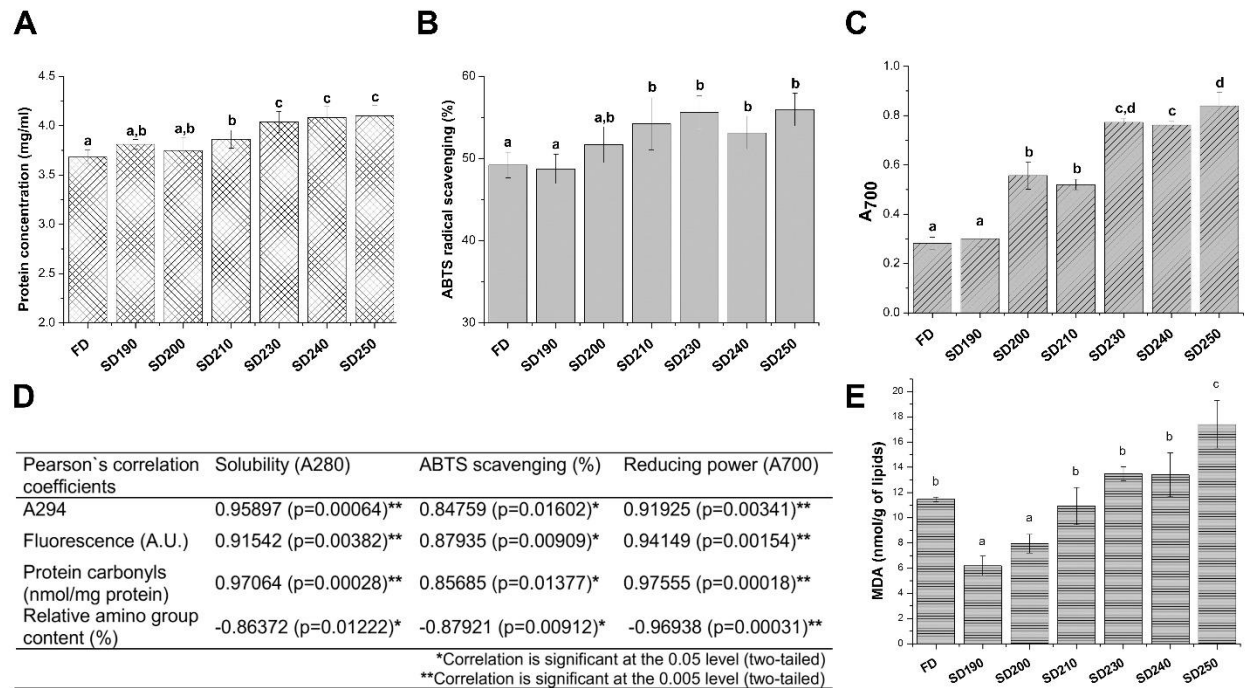 A
Protein concentration (mg/ml)
4.5
4.0
3.5
3.0
2.5
2.0
a
a,b
a,b
b
c
c
c
FD
SD190
SD200
SD210
SD230
SD240
SD250
B
ABTS radical scavenging (%)
60
50
40
30
a
a
a,b
b
b
b
b
FD
SD190
SD200
SD210
SD230
SD240
SD250
C
A700
1.0
0.8
0.6
0.4
0.2
0.0
a
a
b
b
c,d
c
d
FD
SD190
SD200
SD210
SD230
SD240
SD250
D
Pearson`s correlation coefficients Solubility (A280) ABTS scavenging (%) Reducing power (A700)
A294 0.95897 (p=0.00064)** 0.84759 (p=0.01602)* 0.91925 (p=0.00341)**
Fluorescence (A.U.) 0.91542 (p=0.00382)** 0.87935 (p=0.00909)* 0.94149 (p=0.00154)**
Protein carbonyls (nmol/mg protein) 0.97064 (p=0.00028)** 0.85685 (p=0.01377)* 0.97555 (p=0.00018)**
Relative amino group content (%) -0.86372 (p=0.01222)* -0.87921 (p=0.00912)* -0.96938 (p=0.00031)**
*Correlation is significant at the 0.05 level (two-tailed)
**Correlation is significant at the 0.005 level (two-tailed)
E
MDA (nmol/g of lipids)
20
18
16
14
12
10
8
6
4
2
0
b
a
a
b
b
b
c
FD
SD190
SD200
SD210
SD230
SD240
SD250